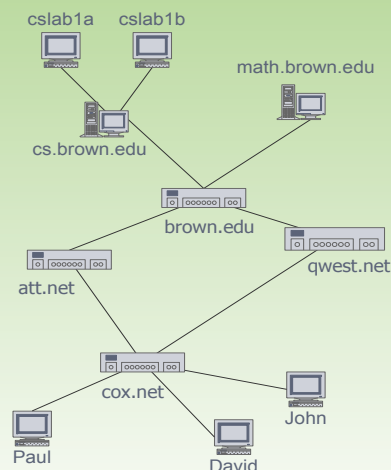 cslab1a cslab1b
math.brown.edu
cs.brown.edu
brown.edu
qwest.net
att.net
cox.net
John
Paul
David